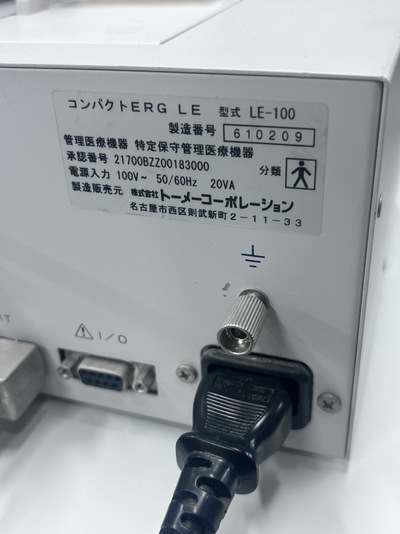 コンパクトERG LE 型式 LE-100
製造番号 610209
管理医療機器 特定保守管理医療機器
承認番号 21700BZZ00183000
電源入力 100V～ 50/60Hz 20VA
分類
製造販売元 株式会社トーメーコーポレーション
名古屋市西区則武新町2-11-33
IT
I/O